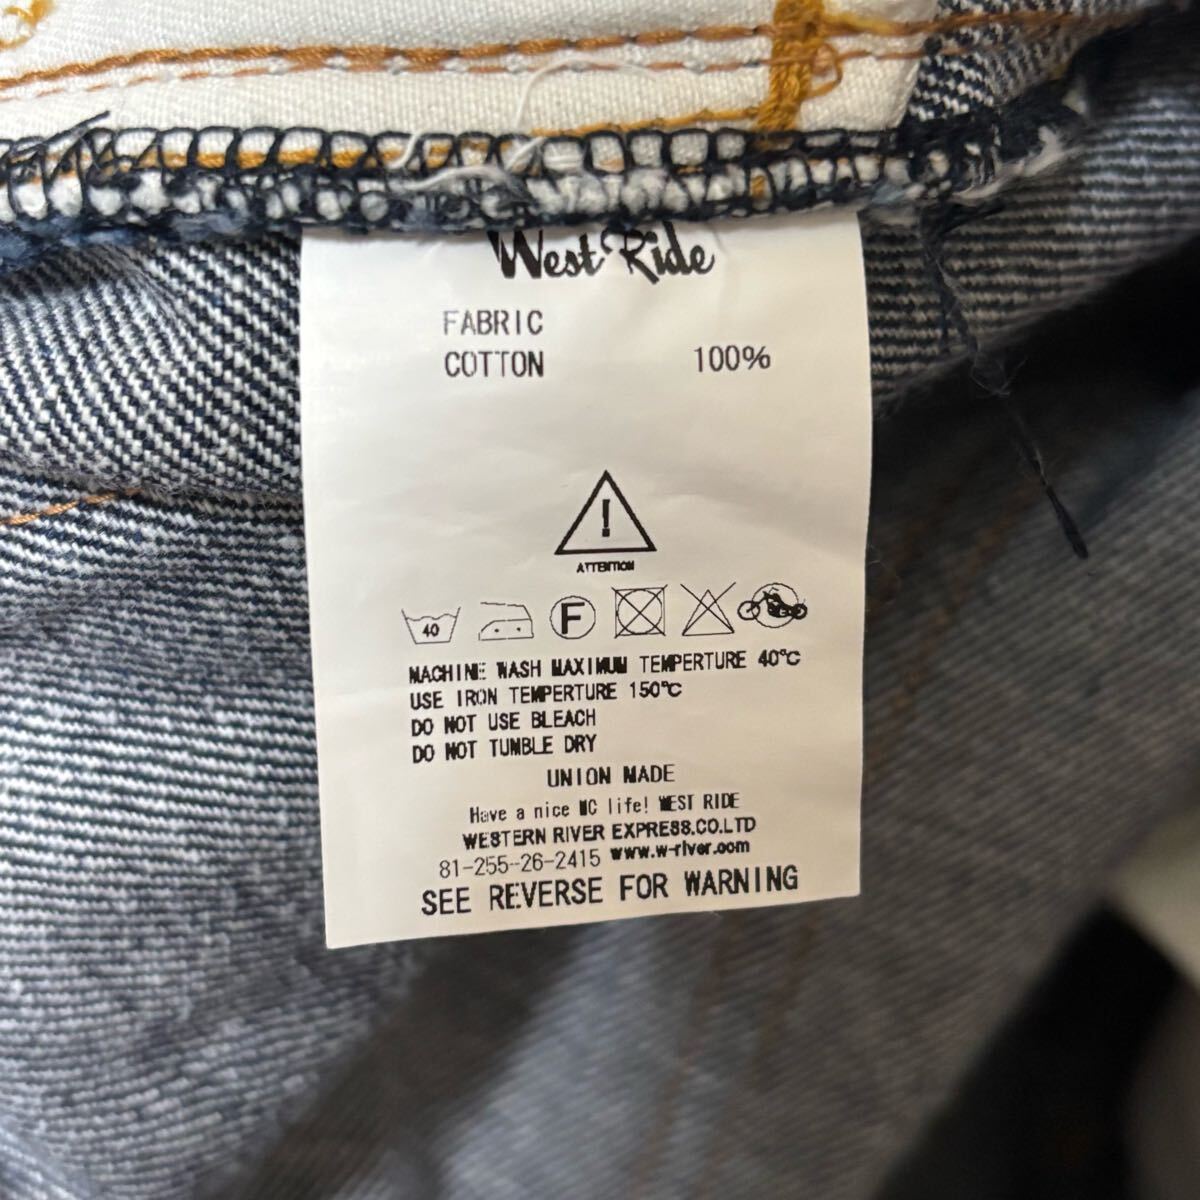 West Ride
FABRIC
COTTON 100%
!
ATTENTION
40 F
MACHINE WASH MAXIMUM TEMPERTURE 40℃
USE IRON TEMPERTURE 150℃
DO NOT USE BLEACH
DO NOT TUMBLE DRY
UNION MADE
Have a nice MC life! WEST RIDE
WESTERN RIVER EXPRESS.CO.LTD
81-255-26-2415 www.w-river.com
SEE REVERSE FOR WARNING